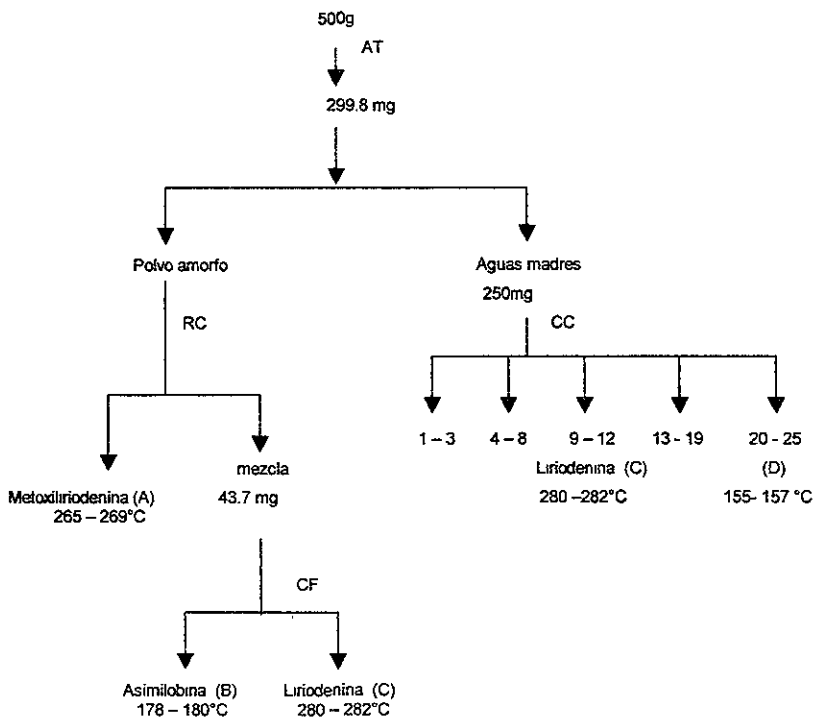 500g
AT
299.8 mg
Polvo amorfo
Aguas madres
250mg
RC
CC
1 – 3
4 – 8
9 – 12
13 - 19
20 - 25
Liriodenina (C)
(D)
280 –282°C
155- 157 °C
mezcla
Metoxiliriodenina (A)
43.7 mg
265 – 269°C
CF
Asimilobina (B)
Liriodenina (C)
178 – 180°C
280 – 282°C